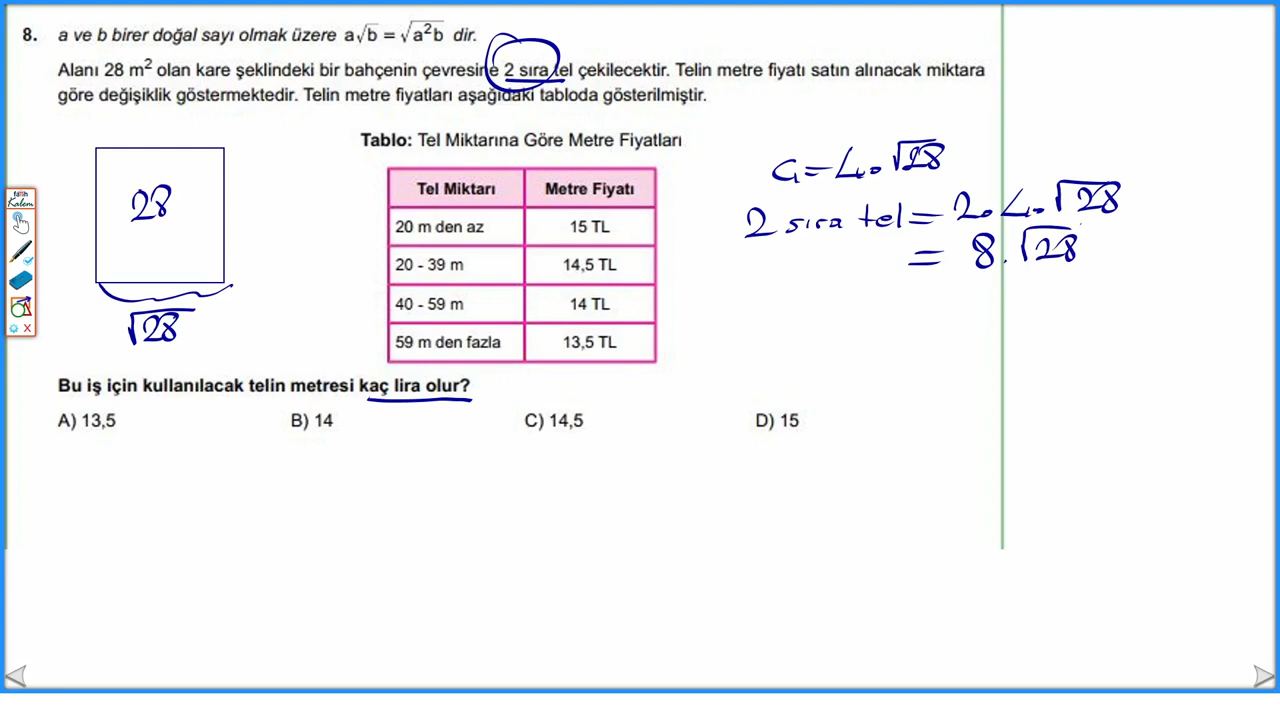 8. a ve b birer doğal sayı olmak üzere a√b = √a²b dir.
Alanı 28 m² olan kare şeklindeki bir bahçenin çevresine 2 sıra tel çekilecektir. Telin metre fiyatı satın alınacak miktara
göre değişiklik göstermektedir. Telin metre fiyatları aşağıdaki tabloda gösterilmiştir.
Tablo: Tel Miktarına Göre Metre Fiyatları
Tel Miktarı Metre Fiyatı
20 m den az 15 TL
20 - 39 m 14,5 TL
40 - 59 m 14 TL
59 m den fazla 13,5 TL
28
√28
Ç=4.√28
2 sıra tel = 2.4.√28
= 8.√28
fatih
Kalem
Bu iş için kullanılacak telin metresi kaç lira olur?
A) 13,5 B) 14 C) 14,5 D) 15